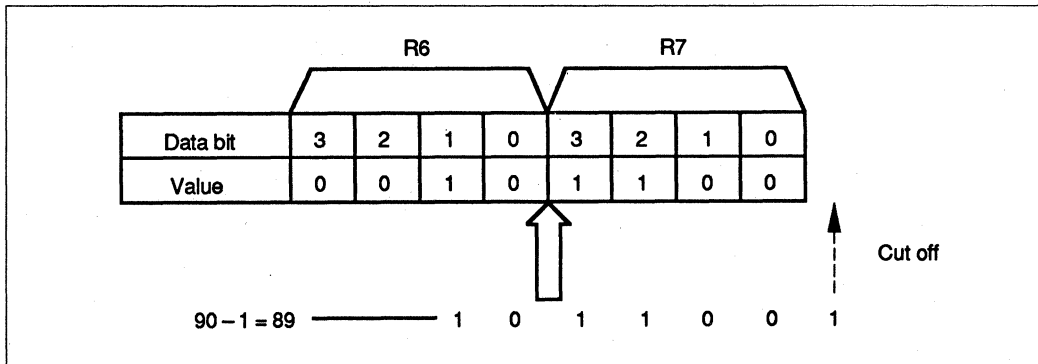 R6 R7
Data bit 3 2 1 0 3 2 1 0
Value 0 0 1 0 1 1 0 0
Cut off
90 – 1 = 89 1 0 1 1 0 0 1